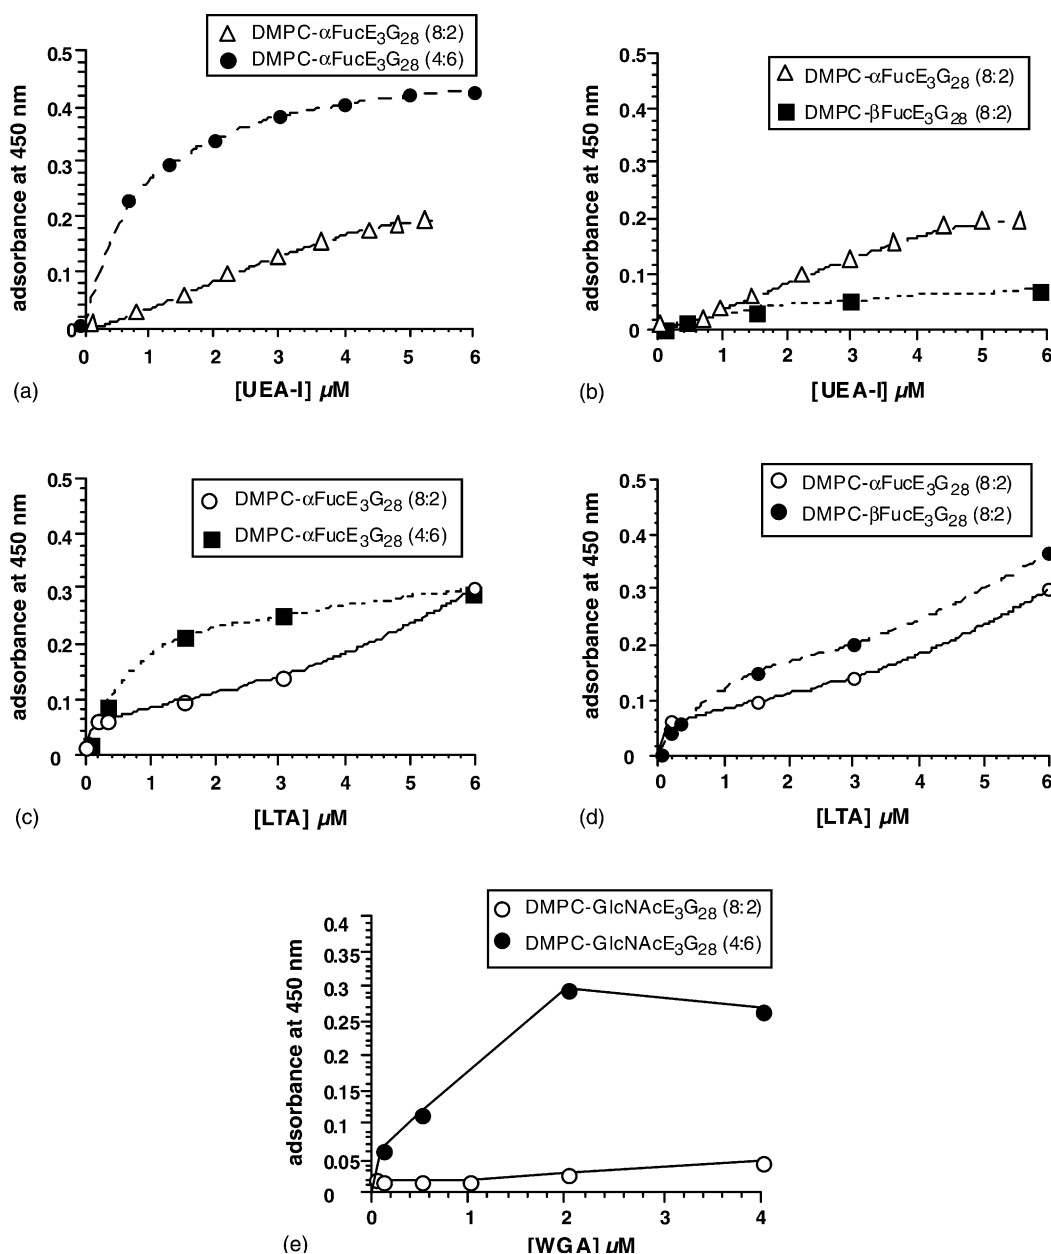 DMPC-αFucE₃G₂₈ (8:2)
DMPC-αFucE₃G₂₈ (4:6)
adsorbance at 450 nm
0.5
0.4
0.3
0.2
0.1
0
0 1 2 3 4 5 6
[UEA-I] µM
(a)
DMPC-αFucE₃G₂₈ (8:2)
DMPC-βFucE₃G₂₈ (8:2)
adsorbance at 450 nm
0.5
0.4
0.3
0.2
0.1
0
0 1 2 3 4 5 6
[UEA-I] µM
(b)
DMPC-αFucE₃G₂₈ (8:2)
DMPC-αFucE₃G₂₈ (4:6)
adsorbance at 450 nm
0.5
0.4
0.3
0.2
0.1
0
0 1 2 3 4 5 6
[LTA] µM
(c)
DMPC-αFucE₃G₂₈ (8:2)
DMPC-βFucE₃G₂₈ (8:2)
adsorbance at 450 nm
0.5
0.4
0.3
0.2
0.1
0
0 1 2 3 4 5 6
[LTA] µM
(d)
DMPC-GlcNAcE₃G₂₈ (8:2)
DMPC-GlcNAcE₃G₂₈ (4:6)
adsorbance at 450 nm
0.4
0.35
0.3
0.25
0.2
0.15
0.1
0.05
0
0 1 2 3 4
[WGA] µM
(e)